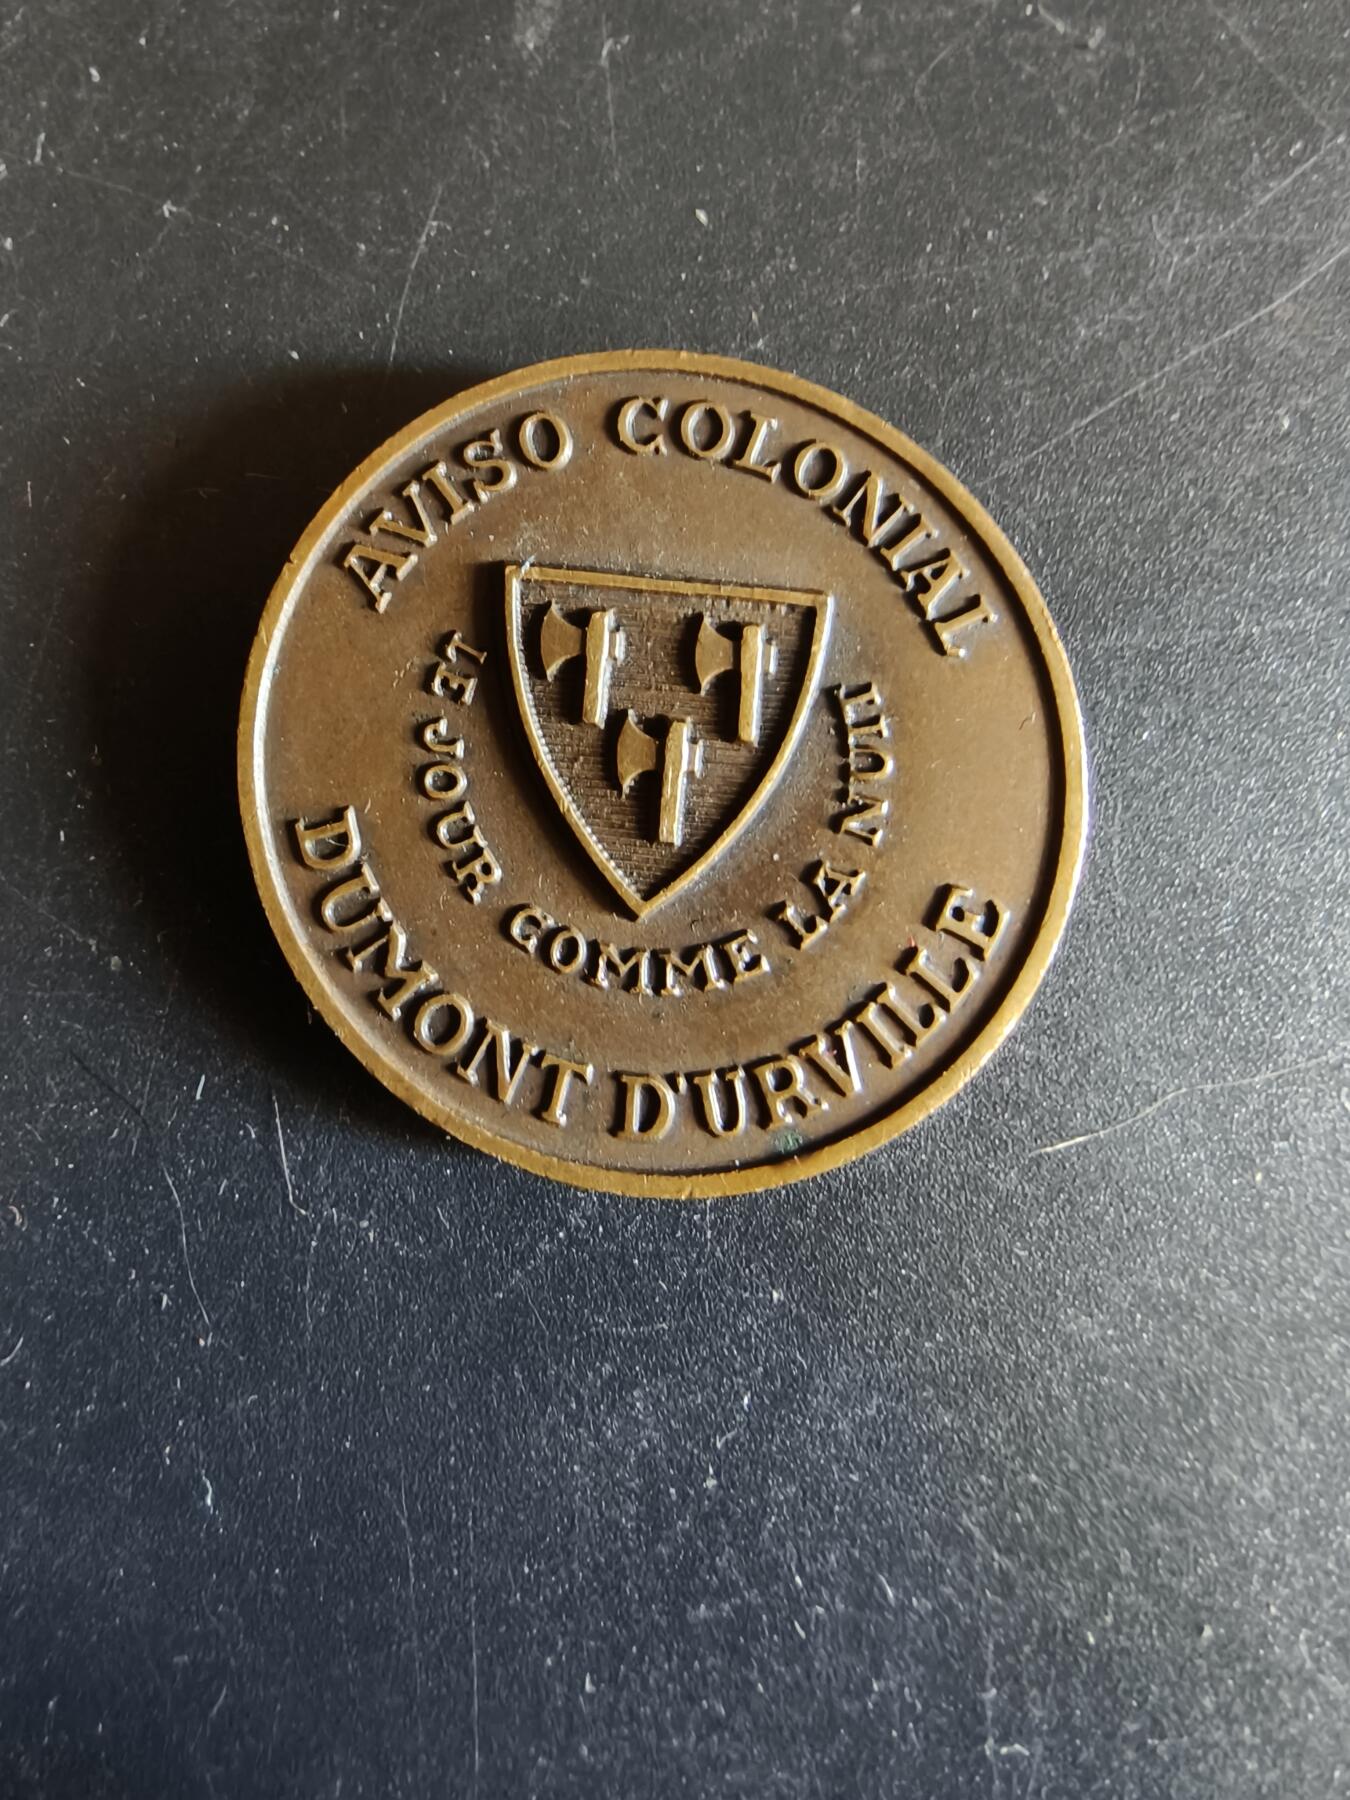 AVISO COLONIAL
ET JOUR COMME LA NUIT
DUMONT D'URVILLE